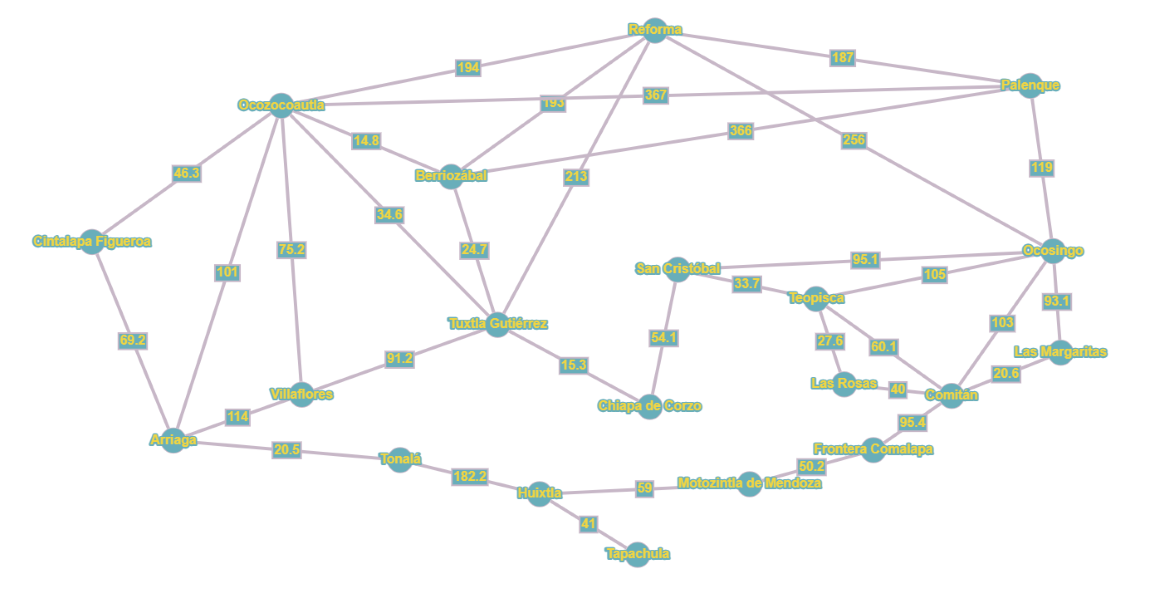 Reforma
194
187
Palenque
367
193
Ocozocoautla
366
14.8
256
119
46.3
Berriozábal
213
34.6
Cintalapa Figueroa
75.2
24.7
Ocosingo
95.1
San Cristóbal
101
105
33.7
Teopisca
93.1
Tuxtla Gutiérrez
103
54.1
69.2
27.6
60.1
Las Margaritas
91.2
15.3
20.6
Las Rosas
40
Villaflores
Comitán
Chiapa de Corzo
114
95.4
Arriaga
20.5
Frontera Comalapa
Tonalá
50.2
182.2
Motozintla de Mendoza
59
Huixtla
41
Tapachula